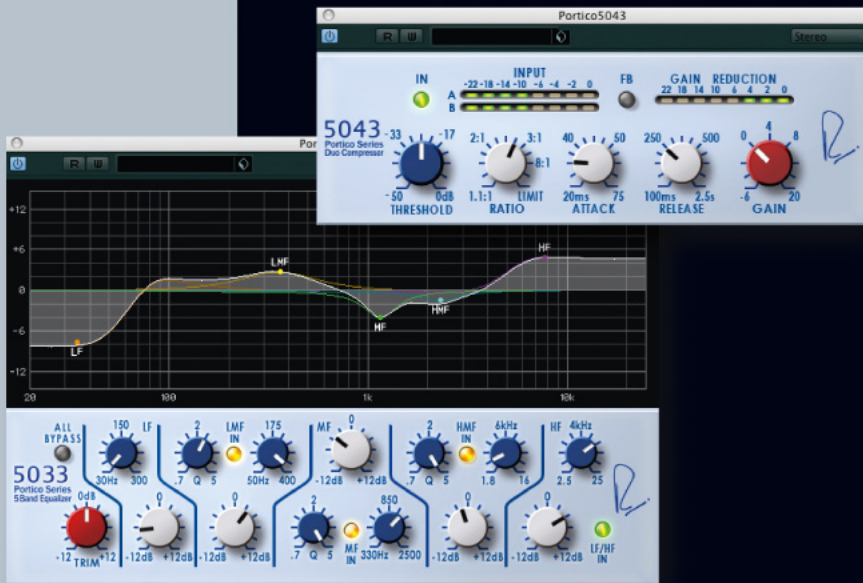 Portico5043
R W
Stereo
IN
INPUT
-22 -18 -14 -10 -6 -4 -2 0
A
B
FB
GAIN REDUCTION
22 18 14 10 6 4 2 0
5043
Portico Series
Duo Compressor
-33 -17
-50 0dB
THRESHOLD
2:1 3:1
8:1
1.1:1 LIMIT
RATIO
40 50
20ms 75
ATTACK
250 500
100ms 2.5s
RELEASE
0 4 8
-6 20
GAIN
R W
+12
+6
0
-6
-12
LF
LMF
MF
HMF
HF
20 100 1k 10k
ALL
BYPASS
5033
Portico Series
5 Band Equalizer
0dB
-12 +12
TRIM
150 LF
30Hz 300
0
-12dB +12dB
2
.7 Q 5
LMF
IN
175
50Hz 400
0
-12dB +12dB
MF 0
-12dB +12dB
2
.7 Q 5
MF
IN
850
330Hz 2500
2
.7 Q 5
HMF
IN
6kHz
1.8 16
0
-12dB +12dB
HF 4kHz
2.5 25
0
-12dB +12dB
LF/HF
IN